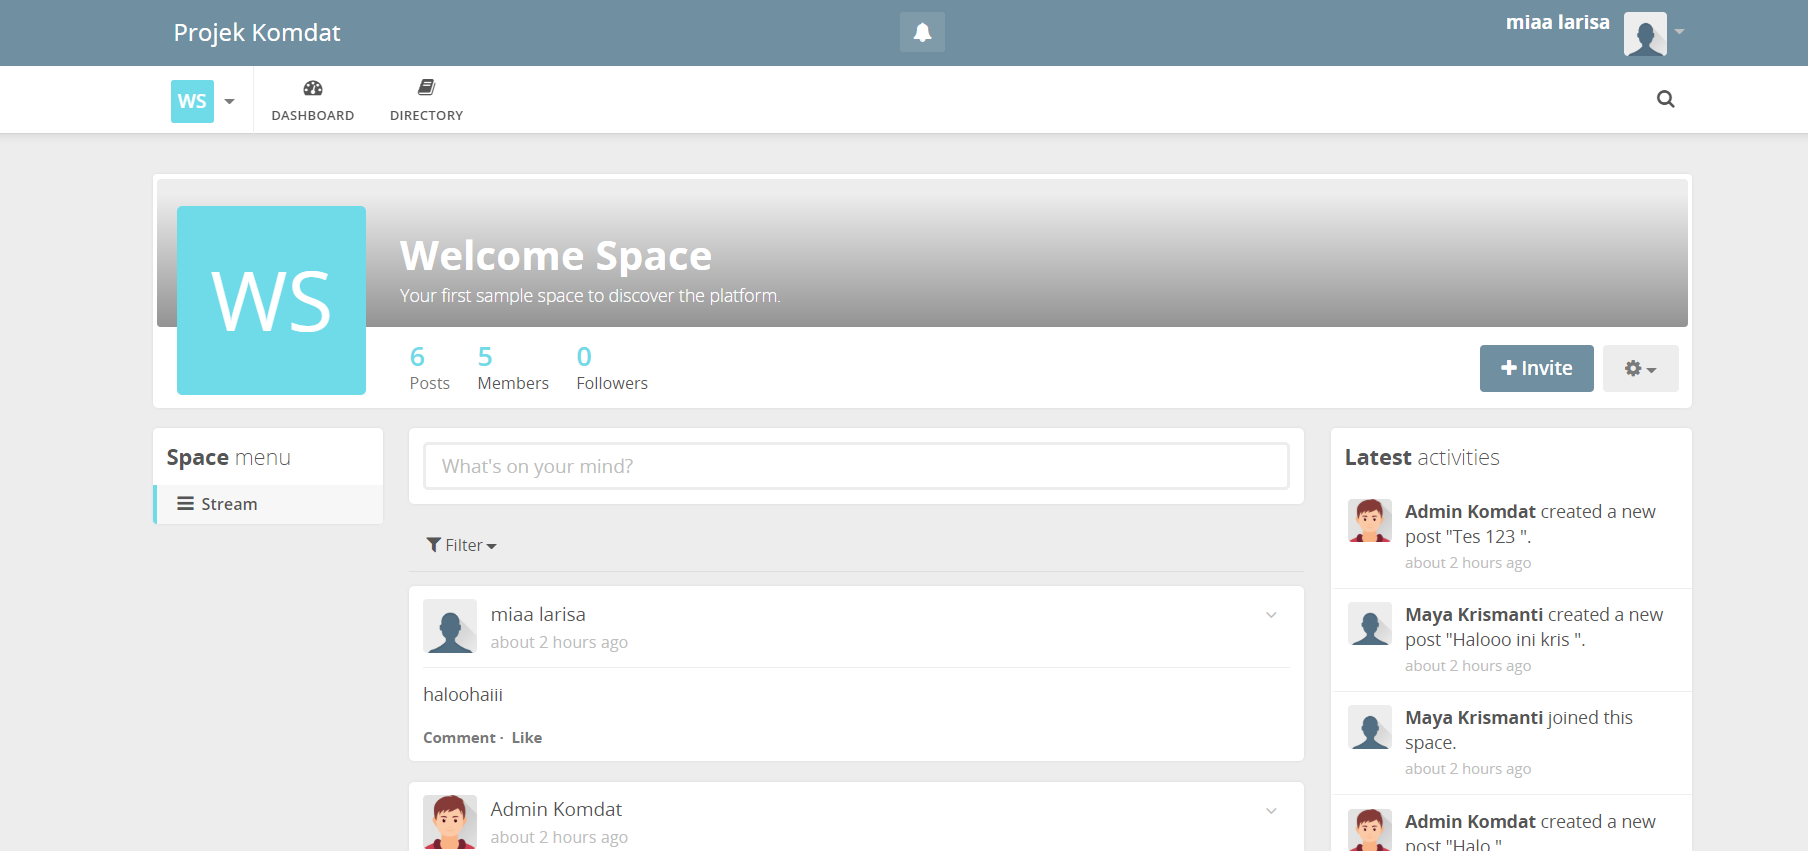 Projek Komdat
miaa larisa
WS
DASHBOARD
DIRECTORY
WS
Welcome Space
Your first sample space to discover the platform.
6 5 0
Posts Members Followers
Invite
Space menu
Stream
What's on your mind?
Filter
miaa larisa
about 2 hours ago
haloohaiii
Comment · Like
Admin Komdat
about 2 hours ago
Latest activities
Admin Komdat created a new
post "Tes 123 ".
about 2 hours ago
Maya Krismanti created a new
post "Halooo ini kris ".
about 2 hours ago
Maya Krismanti joined this
space.
about 2 hours ago
Admin Komdat created a new
post "Halo "